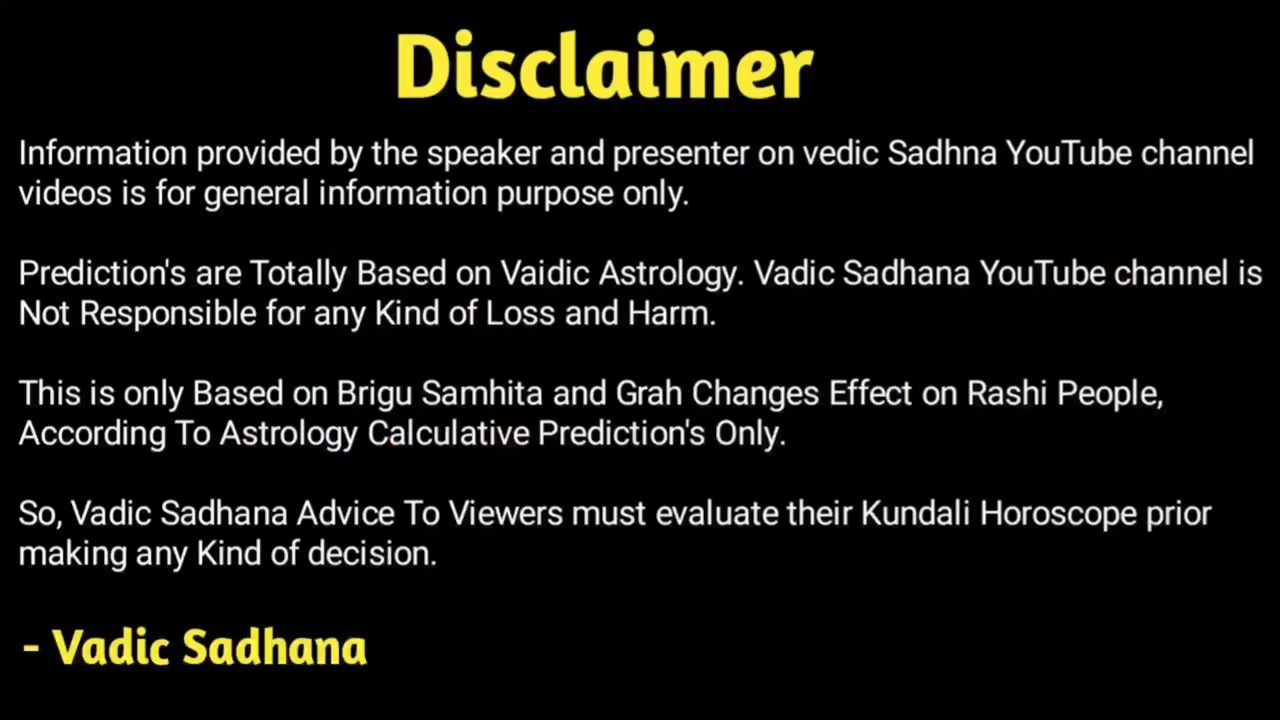 Disclaimer
Information provided by the speaker and presenter on vedic Sadhna YouTube channel
videos is for general information purpose only.
Prediction's are Totally Based on Vaidic Astrology. Vadic Sadhana YouTube channel is
Not Responsible for any Kind of Loss and Harm.
This is only Based on Brigu Samhita and Grah Changes Effect on Rashi People,
According To Astrology Calculative Prediction's Only.
So, Vadic Sadhana Advice To Viewers must evaluate their Kundali Horoscope prior
making any Kind of decision.
- Vadic Sadhana